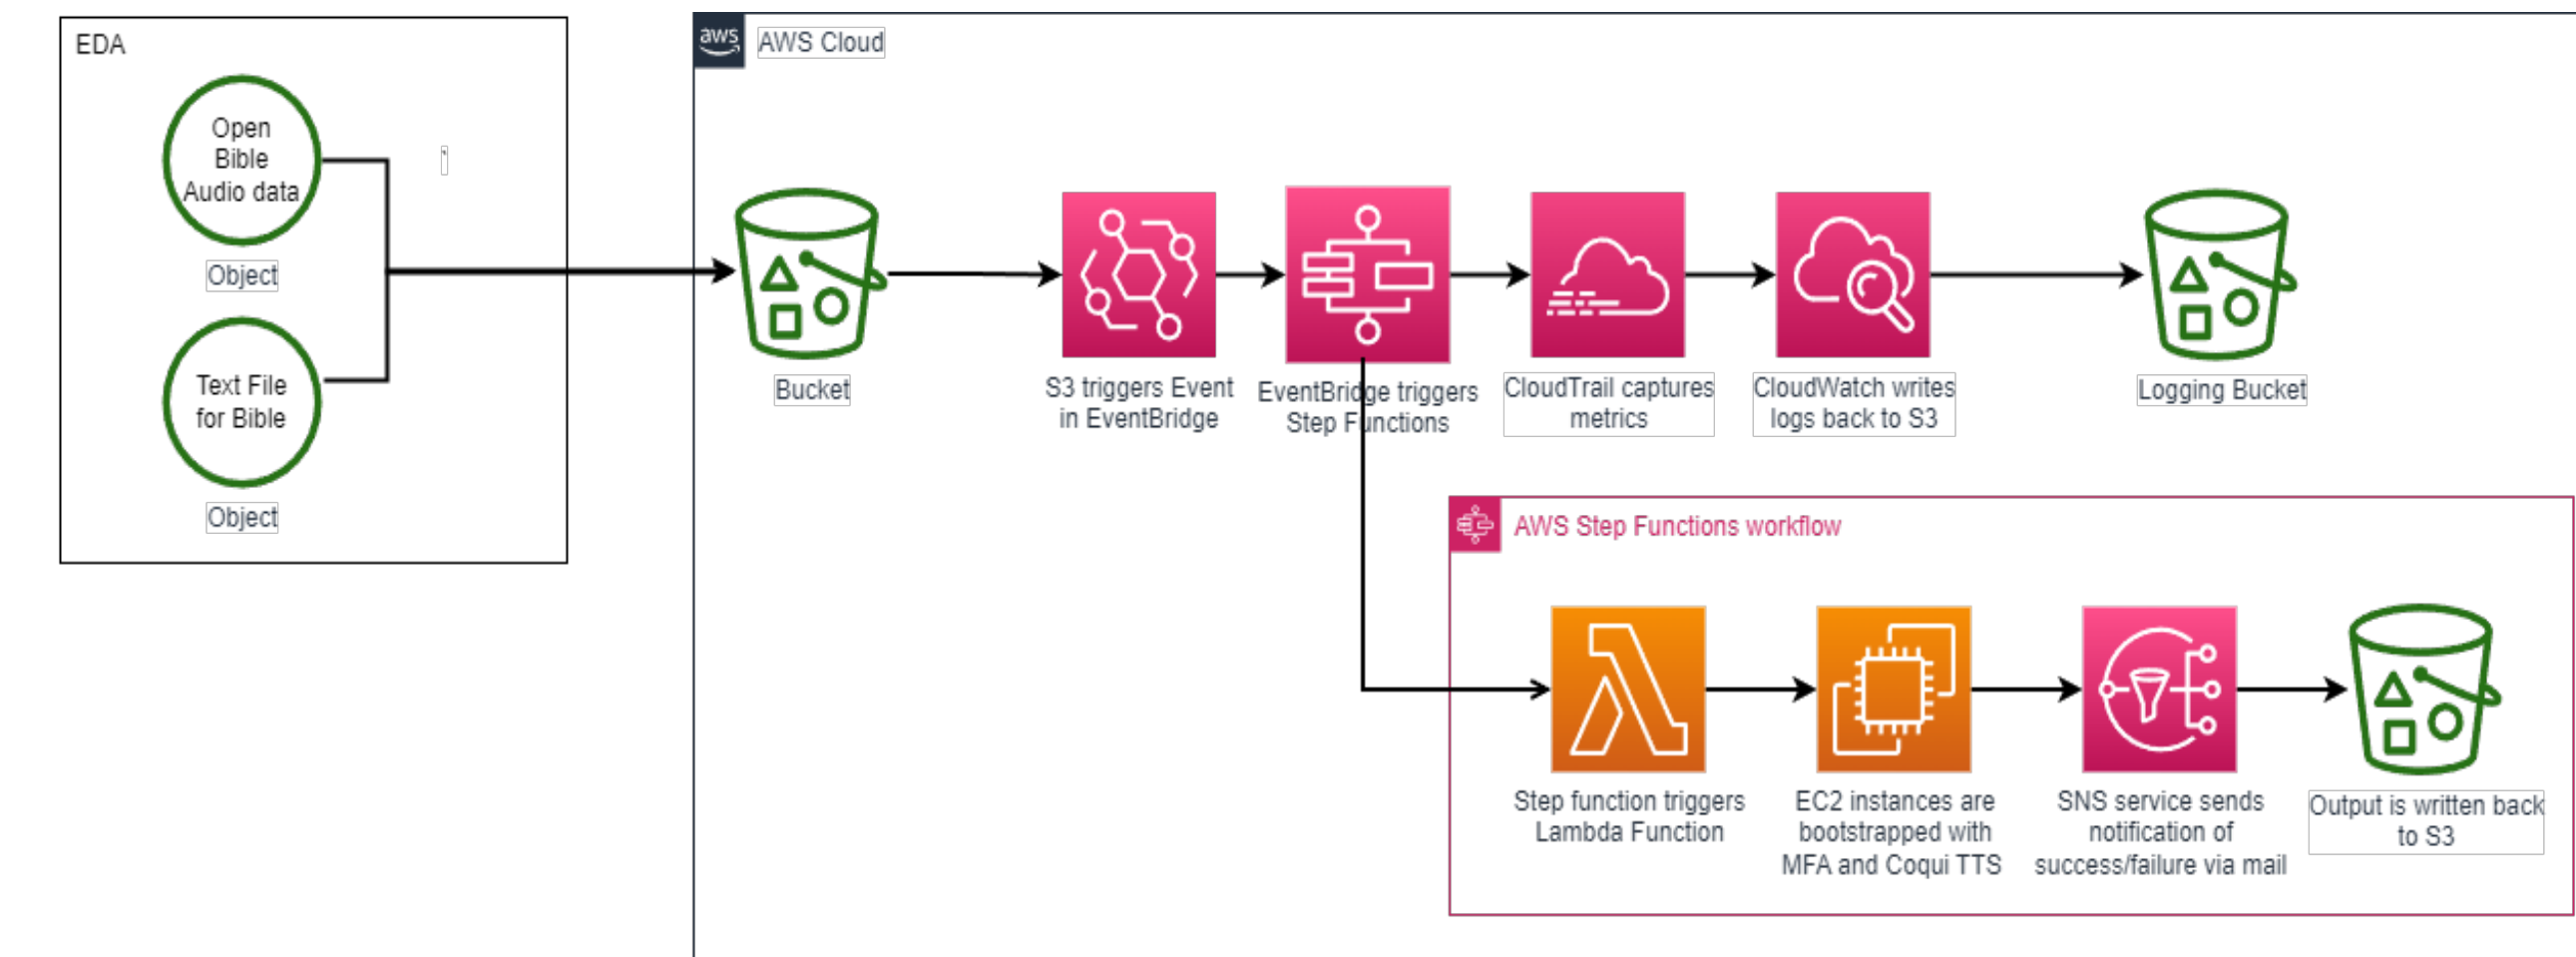 EDA
Open
Bible
Audio data
Object
Text File
for Bible
Object
aws
AWS Cloud
Bucket
S3 triggers Event
in EventBridge
EventBridge triggers
Step Functions
CloudTrail captures
metrics
CloudWatch writes
logs back to S3
Logging Bucket
AWS Step Functions workflow
Step function triggers
Lambda Function
EC2 instances are
bootstrapped with
MFA and Coqui TTS
SNS service sends
notification of
success/failure via mail
Output is written back
to S3